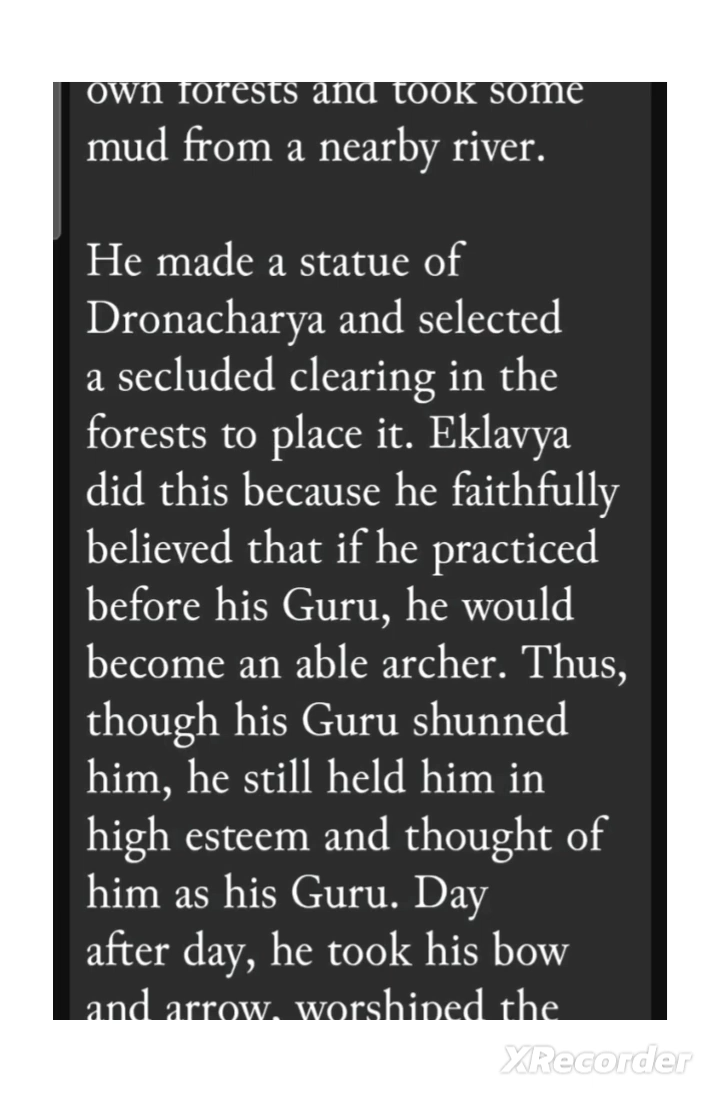 own forests and took some
mud from a nearby river.
He made a statue of
Dronacharya and selected
a secluded clearing in the
forests to place it. Eklavya
did this because he faithfully
believed that if he practiced
before his Guru, he would
become an able archer. Thus,
though his Guru shunned
him, he still held him in
high esteem and thought of
him as his Guru. Day
after day, he took his bow
and arrow, worshiped the
XRecorder